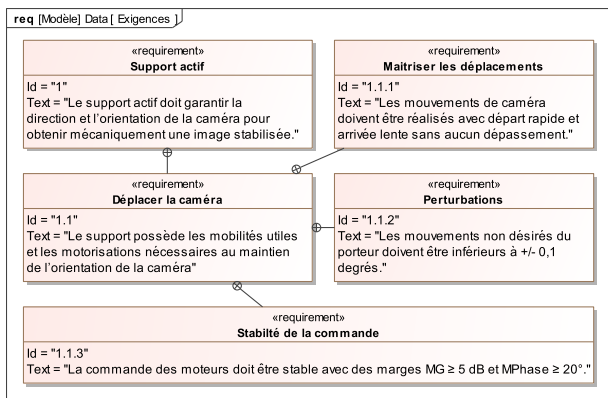 req [Modèle] Data [ Exigences ]
«requirement»
Support actif
Id = "1"
Text = "Le support actif doit garantir la
direction et l'orientation de la caméra pour
obtenir mécaniquement une image stabilisée."
«requirement»
Maitriser les déplacements
Id = "1.1.1"
Text = "Les mouvements de caméra
doivent être réalisés avec départ rapide et
arrivée lente sans aucun dépassement."
«requirement»
Déplacer la caméra
Id = "1.1"
Text = "Le support possède les mobilités utiles
et les motorisations nécessaires au maintien
de l'orientation de la caméra"
«requirement»
Perturbations
Id = "1.1.2"
Text = "Les mouvements non désirés du
porteur doivent être inférieurs à +/- 0,1
degrés."
«requirement»
Stabilté de la commande
Id = "1.1.3"
Text = "La commande des moteurs doit être stable avec des marges MG ≥ 5 dB et MPhase ≥ 20°."